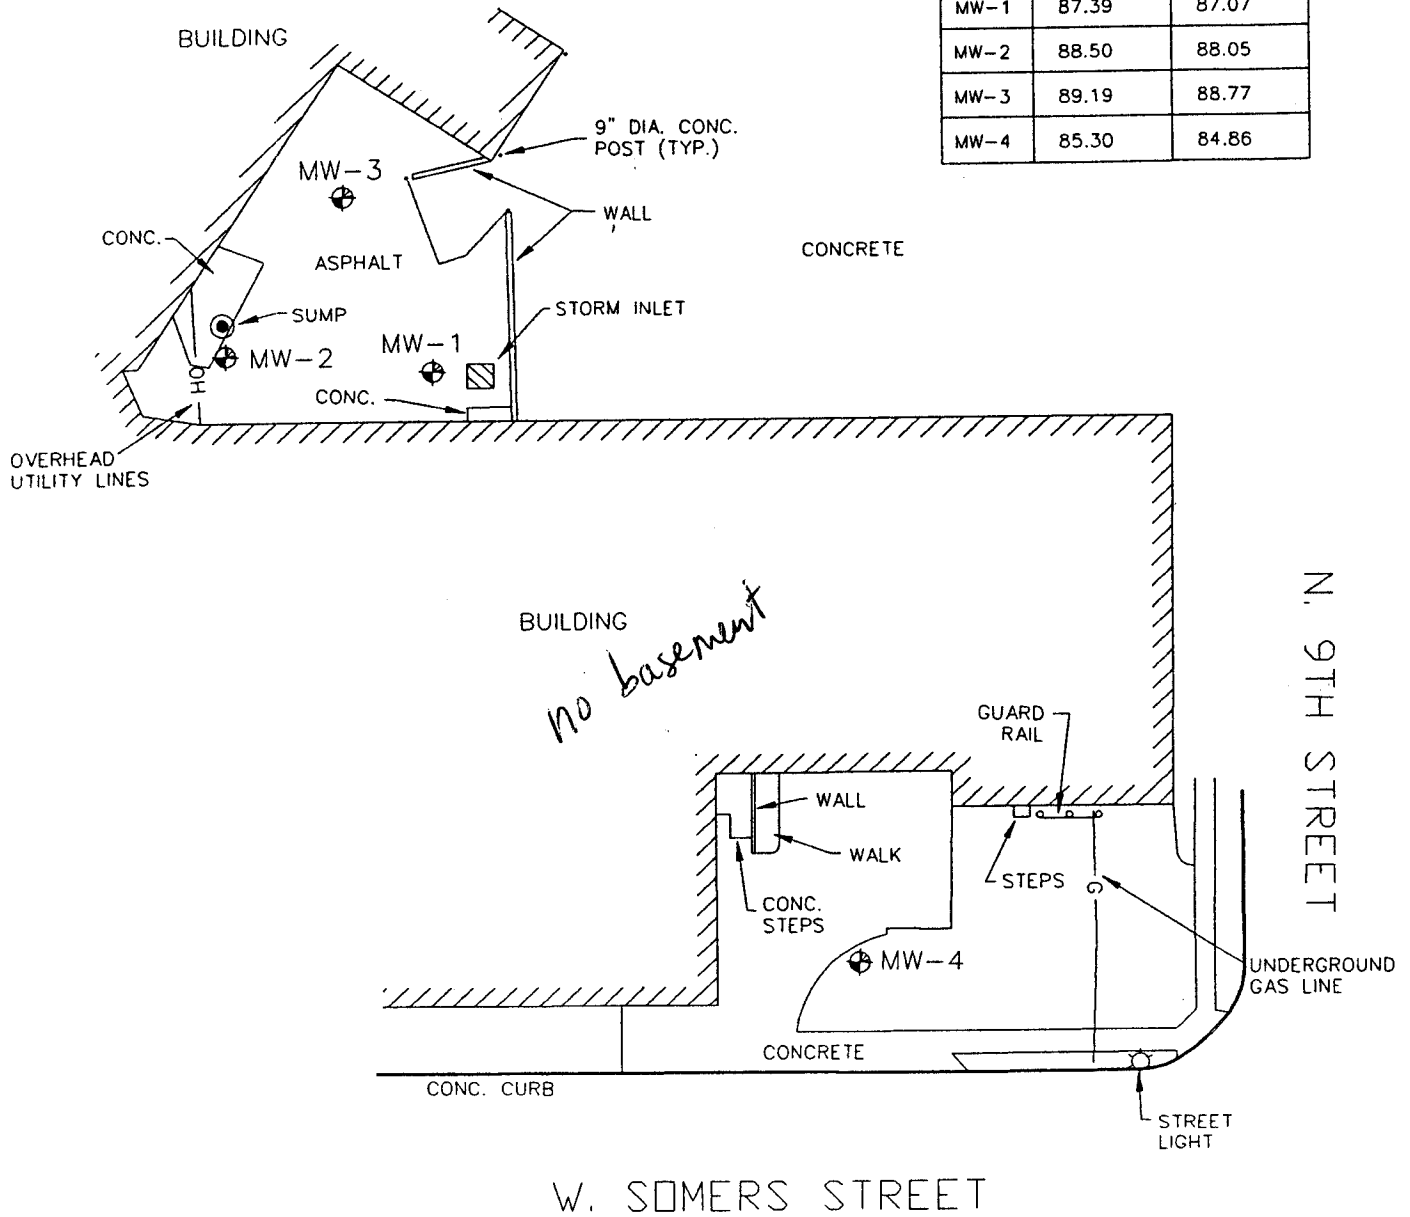 MW-1 87.39 87.07
MW-2 88.50 88.05
MW-3 89.19 88.77
MW-4 85.30 84.86
BUILDING
9" DIA. CONC.
POST (TYP.)
MW-3
WALL
CONC.
ASPHALT
CONCRETE
SUMP
STORM INLET
MW-2
MW-1
OH
CONC.
OVERHEAD
UTILITY LINES
BUILDING
no basement
N. 9TH STREET
GUARD
RAIL
WALL
WALK
STEPS
G
CONC.
STEPS
MW-4
UNDERGROUND
GAS LINE
CONCRETE
CONC. CURB
STREET
LIGHT
W. SOMERS STREET